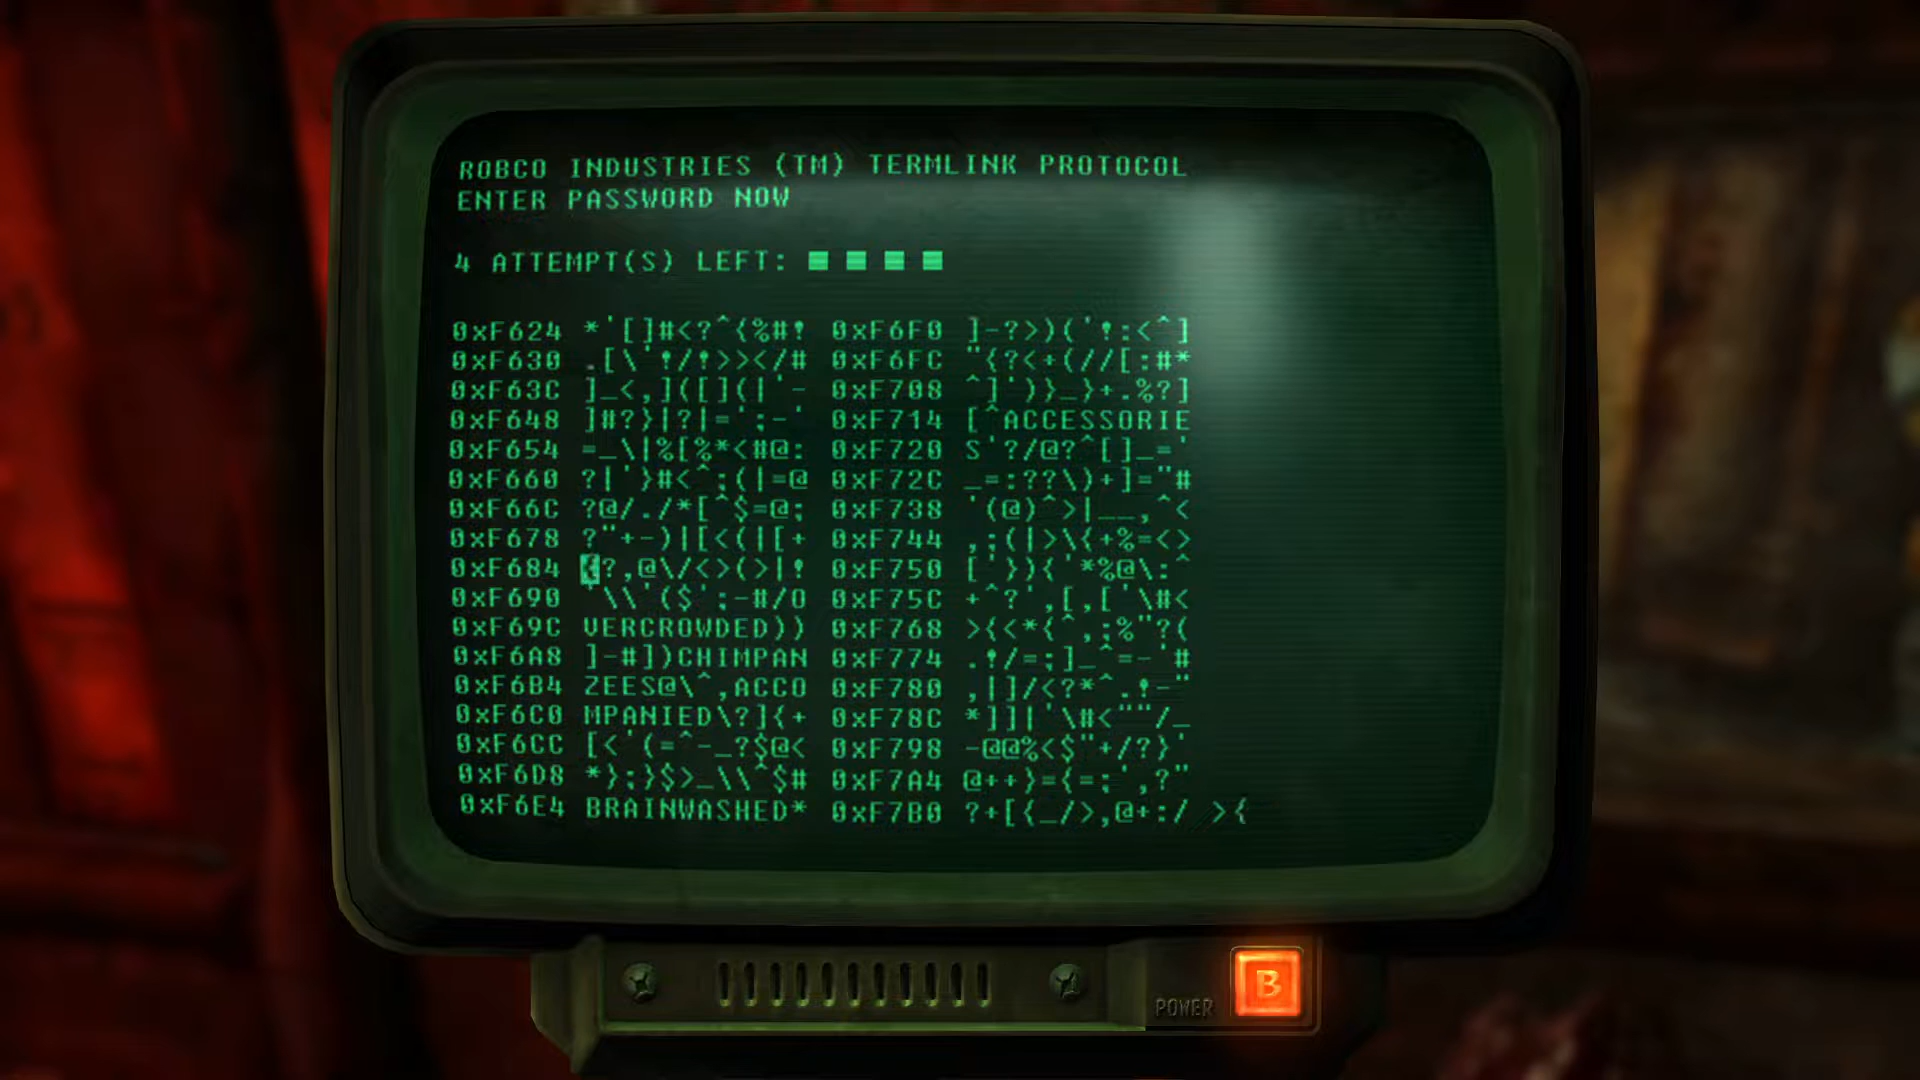 ROBCO INDUSTRIES (TM) TERMLINK PROTOCOL
ENTER PASSWORD NOW
4 ATTEMPT(S) LEFT: ■ ■ ■ ■
0xF624 *'[]#<?^{%#! 0xF6F0 ]-?>)('!:<^]
0xF630 .[\'!/!>></# 0xF6FC "{?<+(//[:#*
0xF63C ]_<,]([](|'- 0xF708 ^]')}_}+.%?]
0xF648 ]#?}|?|=';-' 0xF714 [^ACCESSORIE
0xF654 =_\|%[%*<#@: 0xF720 S'?/@?^[]_='
0xF660 ?|'}#<^;(|=@ 0xF72C _=:??\)+]="#
0xF66C ?@/./*[^$=@; 0xF738 '(@)^>|__,^<
0xF678 ?"+-)|[<(|[+ 0xF744 ,;(|>\{+%=<>
0xF684 {?,@\/<>(>|! 0xF750 ['}){'*%@\:^
0xF690 '\\'($';-#/O 0xF75C +^?',[,['\#<
0xF69C VERCROWDED)) 0xF768 >{<*{^,;%"?(
0xF6A8 ]-#])CHIMPAN 0xF774 .!/=;]_^=-'#
0xF6B4 ZEES@\^,ACCO 0xF780 ,|]/<?*^.!-"
0xF6C0 MPANIED\?]{+ 0xF78C *]]|'\#<""/_
0xF6CC [<'(=^-_?$@< 0xF798 -@@%<$"+/?}'
0xF6D8 *};}$>_\\^$# 0xF7A4 @++}={=;',?"
0xF6E4 BRAINWASHED* 0xF7B0 ?+[{_/>,@+:/ >{
POWER
B